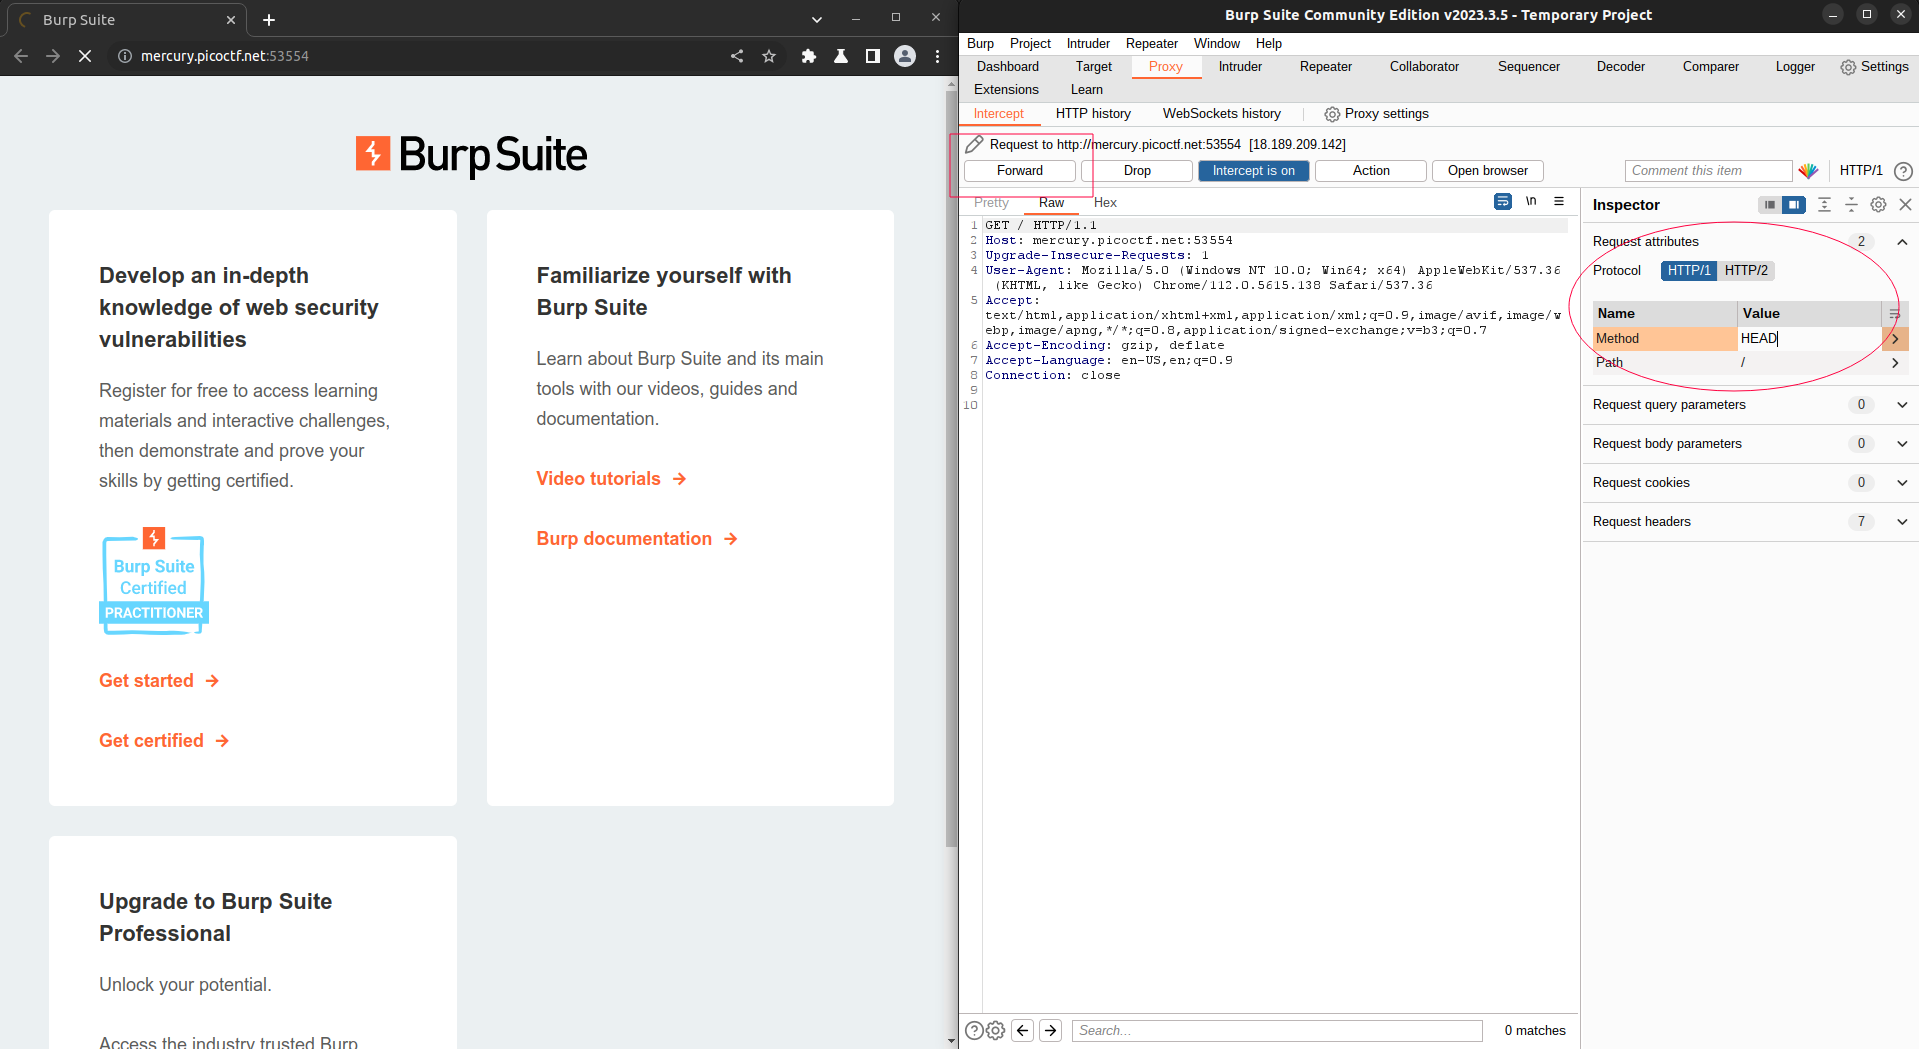 Burp Suite
mercury.picoctf.net:53554
Burp Suite
Develop an in-depth
knowledge of web security
vulnerabilities
Register for free to access learning
materials and interactive challenges,
then demonstrate and prove your
skills by getting certified.
Burp Suite
Certified
PRACTITIONER
Get started
Get certified
Familiarize yourself with
Burp Suite
Learn about Burp Suite and its main
tools with our videos, guides and
documentation.
Video tutorials
Burp documentation
Upgrade to Burp Suite
Professional
Unlock your potential.
Access the industry trusted Burp
Burp Suite Community Edition v2023.3.5 - Temporary Project
Burp Project Intruder Repeater Window Help
Dashboard Target Proxy Intruder Repeater Collaborator Sequencer Decoder Comparer Logger Settings
Extensions Learn
Intercept HTTP history WebSockets history Proxy settings
Request to http://mercury.picoctf.net:53554 [18.189.209.142]
Forward Drop Intercept is on Action Open browser Comment this item HTTP/1
Pretty Raw Hex \n
1 GET / HTTP/1.1
2 Host: mercury.picoctf.net:53554
3 Upgrade-Insecure-Requests: 1
4 User-Agent: Mozilla/5.0 (Windows NT 10.0; Win64; x64) AppleWebKit/537.36
(KHTML, like Gecko) Chrome/112.0.5615.138 Safari/537.36
5 Accept:
text/html,application/xhtml+xml,application/xml;q=0.9,image/avif,image/w
ebp,image/apng,*/*;q=0.8,application/signed-exchange;v=b3;q=0.7
6 Accept-Encoding: gzip, deflate
7 Accept-Language: en-US,en;q=0.9
8 Connection: close
9
10
Inspector
Request attributes 2
Protocol HTTP/1 HTTP/2
Name Value
Method HEAD
Path /
Request query parameters 0
Request body parameters 0
Request cookies 0
Request headers 7
Search... 0 matches